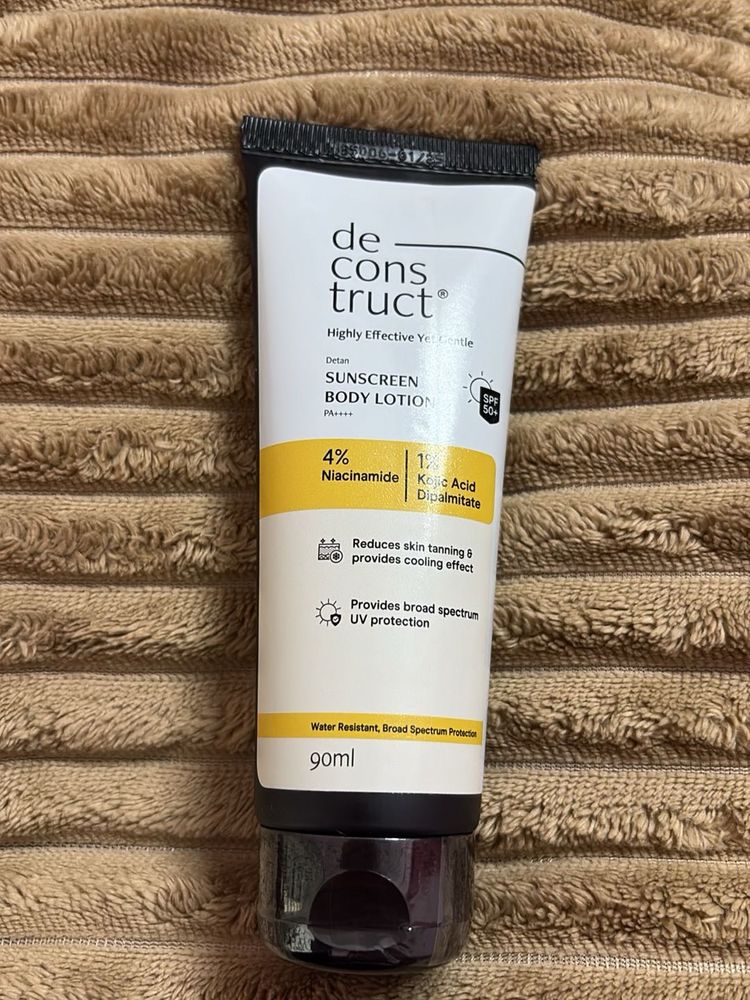 de
cons
truct®
Highly Effective Yet Gentle
Detan
SUNSCREEN
BODY LOTION
PA++++
SPF
50+
4%
Niacinamide
1%
Kojic Acid
Dipalmitate
Reduces skin tanning &
provides cooling effect
Provides broad spectrum
UV protection
Water Resistant, Broad Spectrum Protection
90ml